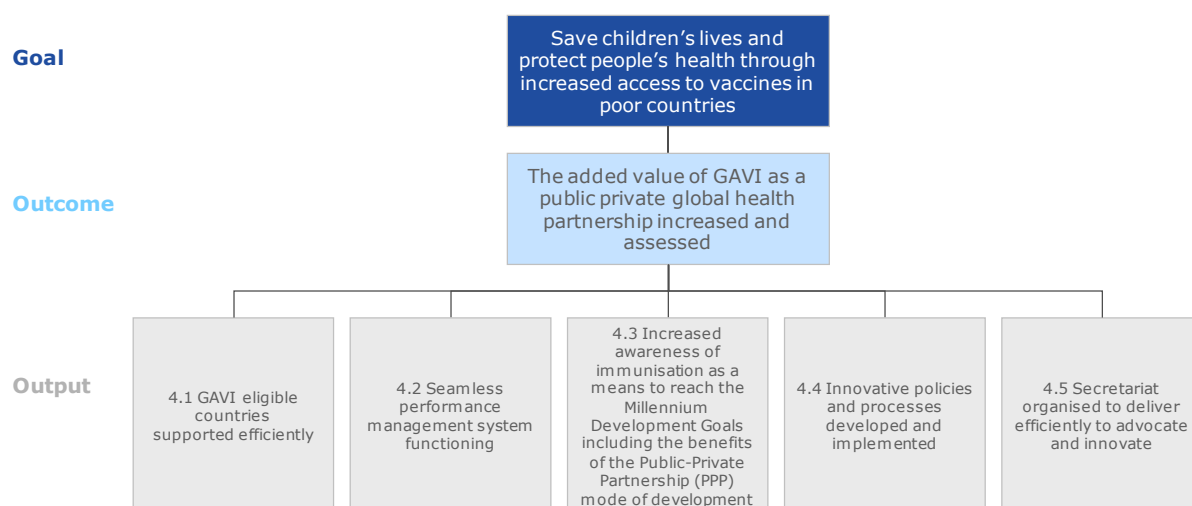 Goal
Save children’s lives and
protect people’s health through
increased access to vaccines in
poor countries
Outcome
The added value of GAVI as a
public private global health
partnership increased and
assessed
Output
4.1 GAVI eligible
countries
supported efficiently
4.2 Seamless
performance
management system
functioning
4.3 Increased
awareness of
immunisation as a
means to reach the
Millennium
Development Goals
including the benefits
of the Public-Private
Partnership (PPP)
mode of development
4.4 Innovative policies
and processes
developed and
implemented
4.5 Secretariat
organised to deliver
efficiently to advocate
and innovate